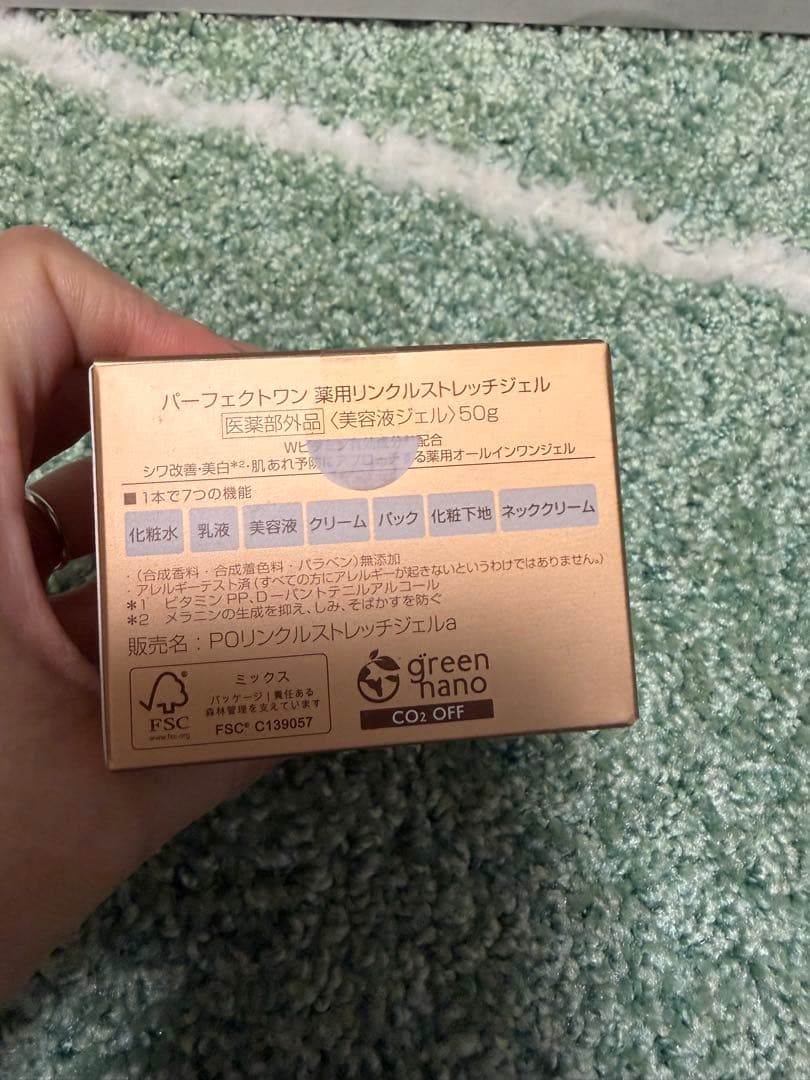 パーフェクトワン 薬用リンクルストレッチジェル
医薬部外品〈美容液ジェル〉50g
配合
シワ改善・美白*2・肌あれ予防にアプローチする薬用オールインワンジェル
■1本で7つの機能
化粧水 乳液 美容液 クリーム パック 化粧下地 ネッククリーム
・(合成香料・合成着色料・パラベン)無添加
・アレルギーテスト済(すべての方にアレルギーが起きないというわけではありません。)
*1 ビタミンPP、D-パントテニルアルコール
*2 メラニンの生成を抑え、しみ、そばかすを防ぐ
販売名:POリンクルストレッチジェルa
FSC
www.fsc.org
ミックス
パッケージ|責任ある
森林管理を支えています
FSC® C139057
green
nano
CO2 OFF